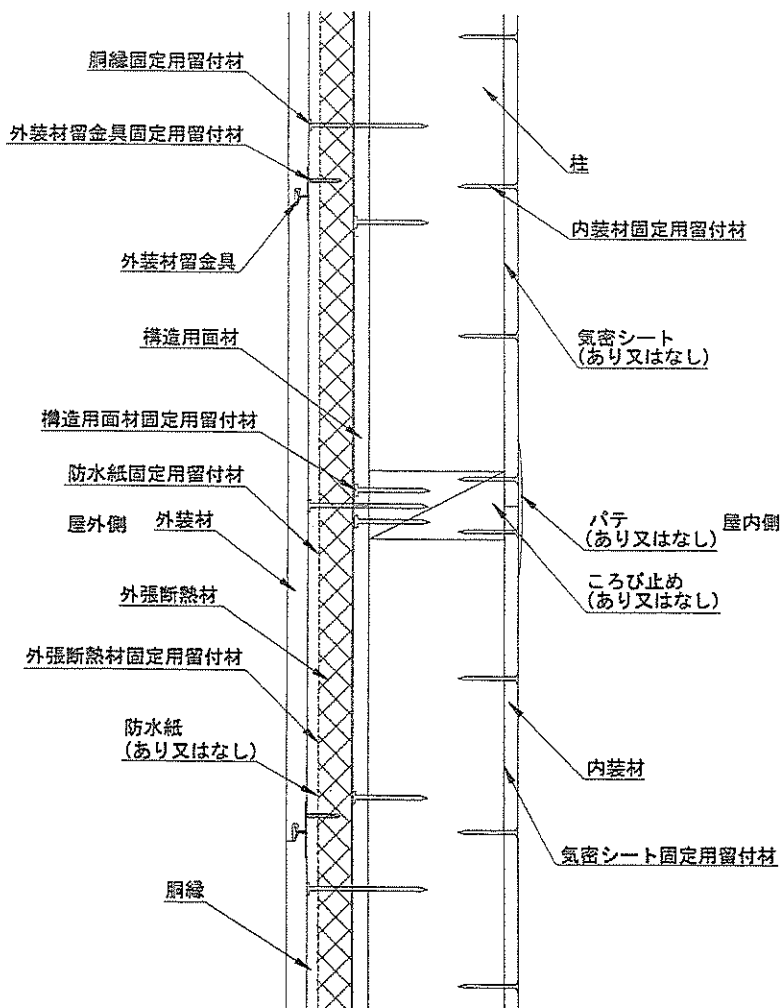 胴縁固定用留付材
外装材留金具固定用留付材
外装材留金具
構造用面材
構造用面材固定用留付材
防水紙固定用留付材
屋外側
外装材
外張断熱材
外張断熱材固定用留付材
防水紙
(あり又はなし)
胴縁
柱
内装材固定用留付材
気密シート
(あり又はなし)
パテ
(あり又はなし)
屋内側
ころび止め
(あり又はなし)
内装材
気密シート固定用留付材